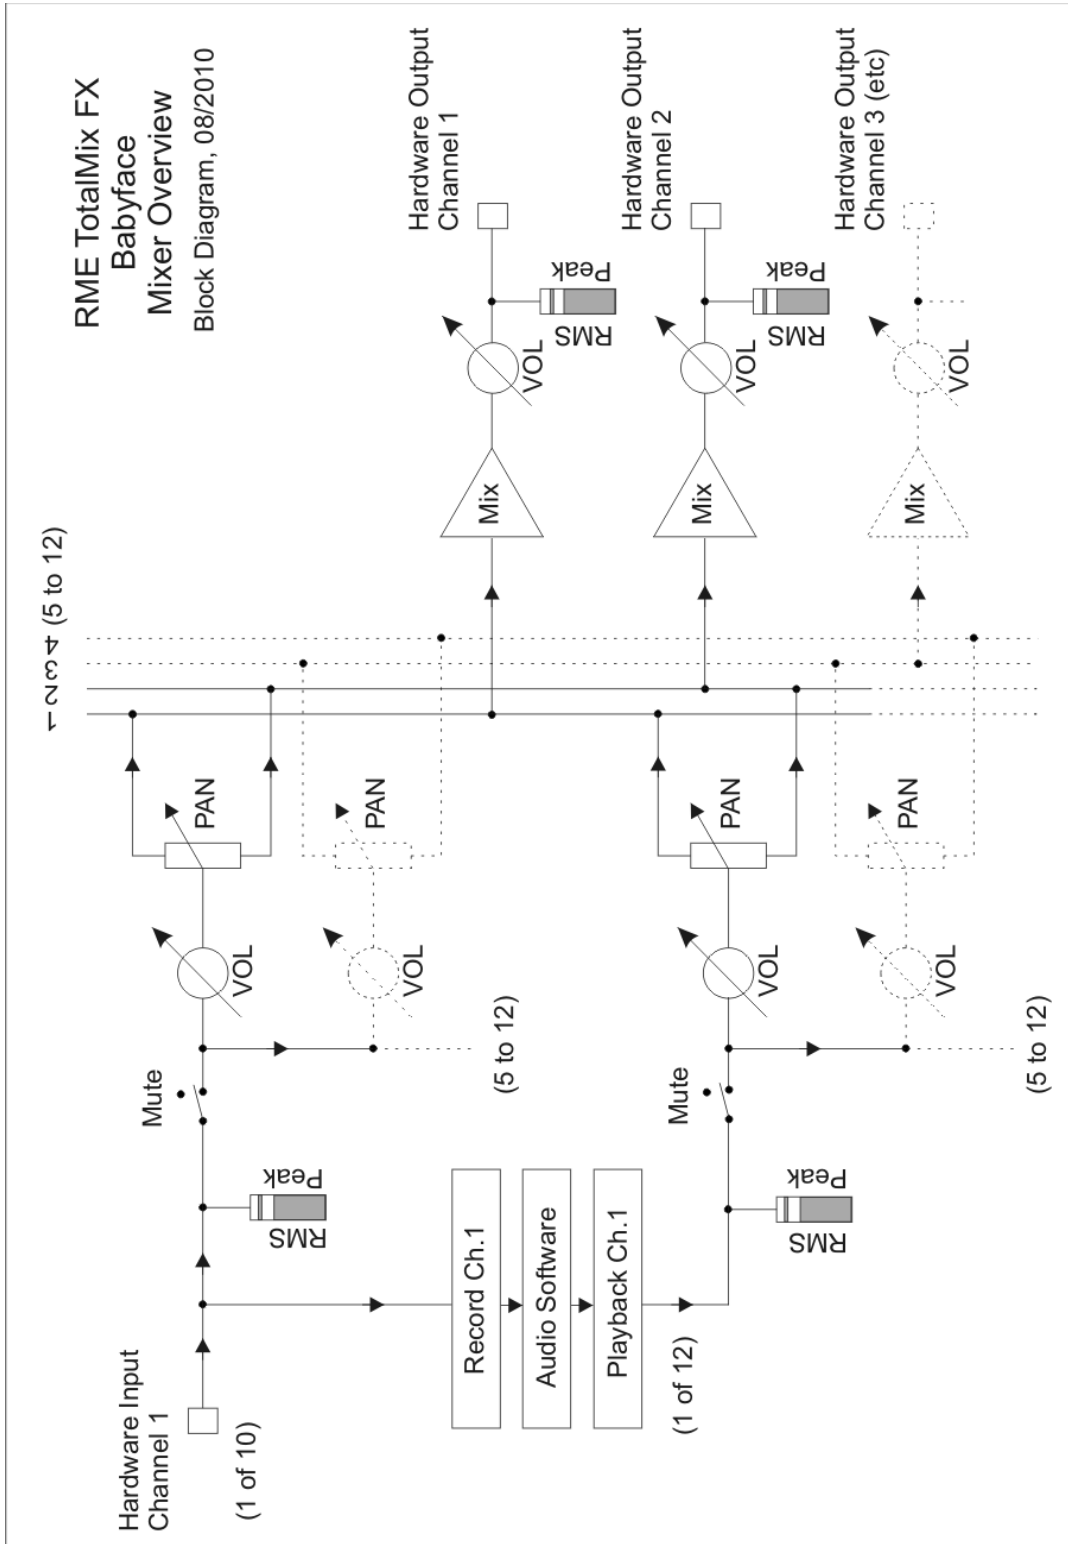 RME TotalMix FX
Babyface
Mixer Overview
Block Diagram, 08/2010
Hardware Input
Channel 1
(1 of 10)
RMS
Peak
Mute
VOL
PAN
VOL
PAN
(5 to 12)
1 2 3 4 (5 to 12)
Record Ch.1
Audio Software
Playback Ch.1
(1 of 12)
RMS
Peak
Mute
VOL
PAN
VOL
PAN
(5 to 12)
Mix
VOL
RMS
Peak
Hardware Output
Channel 1
Mix
VOL
RMS
Peak
Hardware Output
Channel 2
Mix
VOL
Hardware Output
Channel 3 (etc)